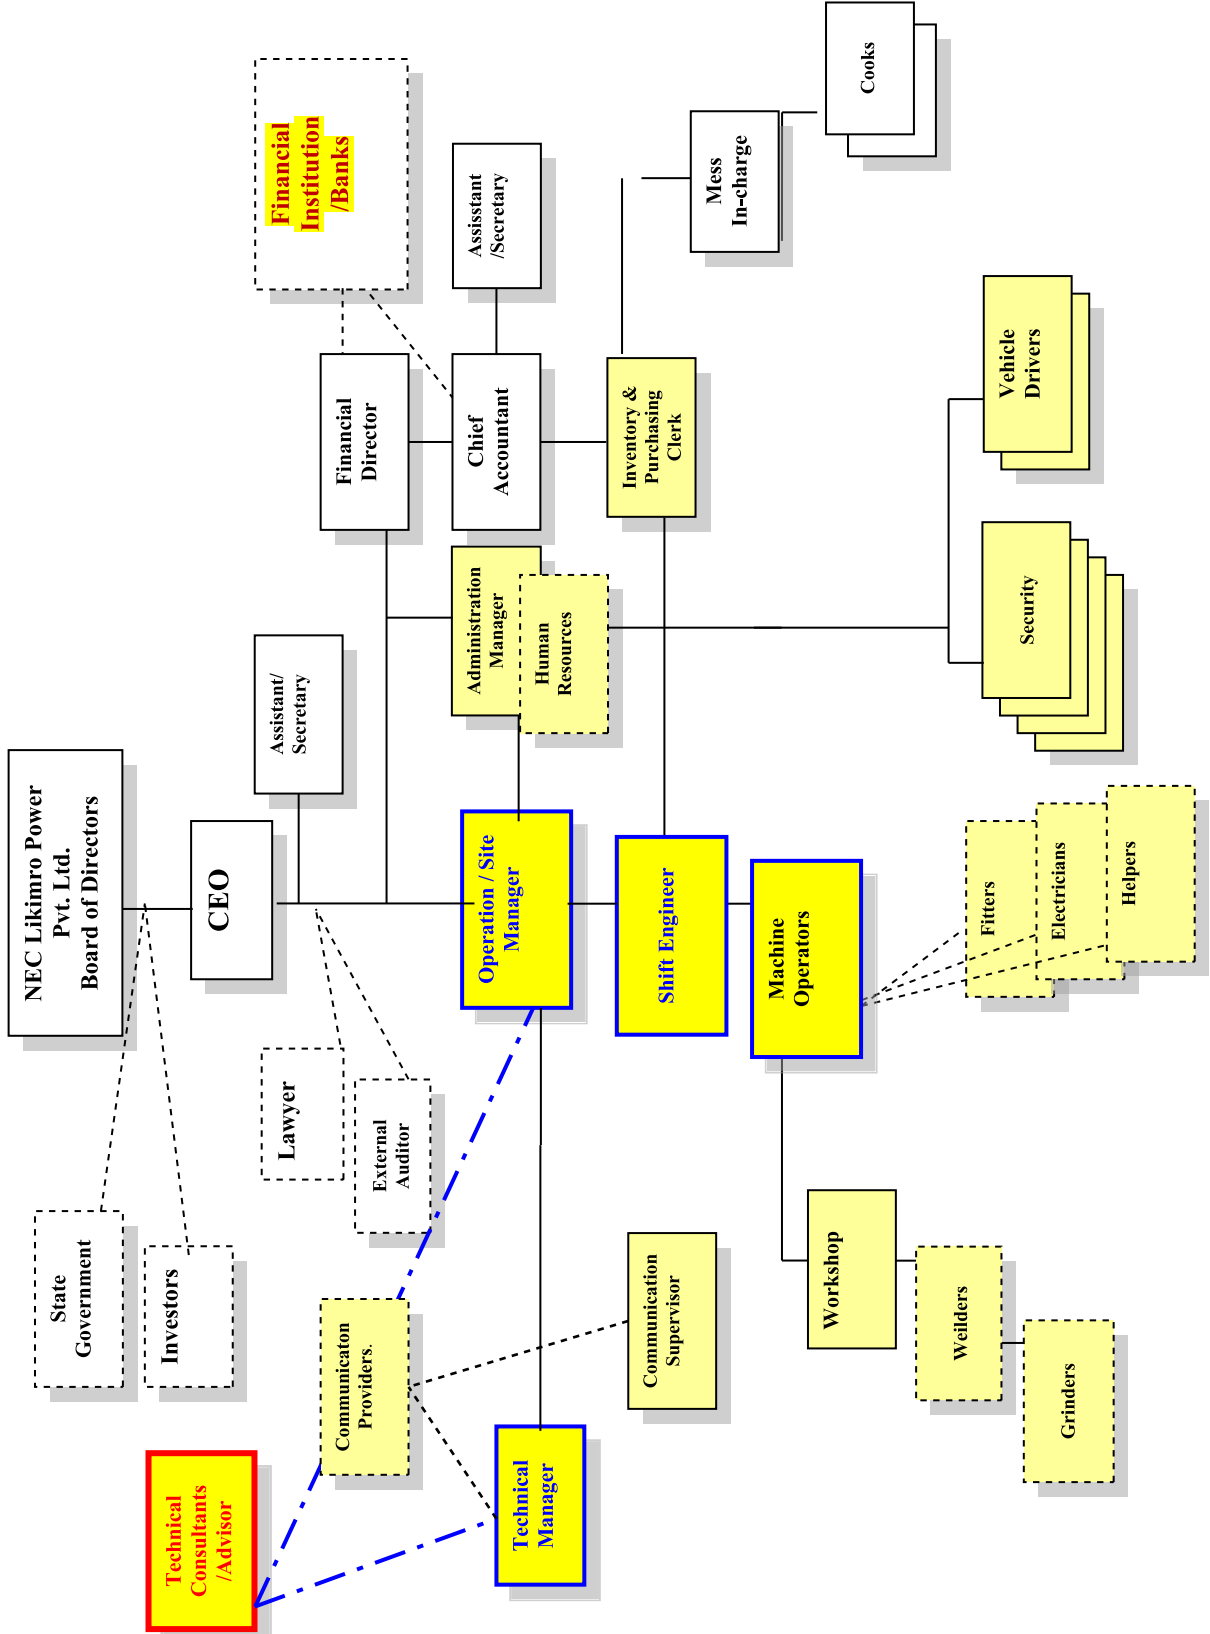 NEC Likimro Power
Pvt. Ltd.
Board of Directors
State
Government
Investors
CEO
Assistant/
Secretary
Lawyer
External
Auditor
Financial
Institution
/Banks
Technical
Consultants
/Advisor
Communicaton
Providers.
Financial
Director
Technical
Manager
Operation / Site
Manager
Administration
Manager
Human
Resources
Chief
Accountant
Assisstant
/Secretary
Communication
Supervisor
Shift Engineer
Inventory &
Purchasing
Clerk
Mess
In-charge
Cooks
Machine
Operators
Workshop
Weilders
Grinders
Fitters
Electricians
Helpers
Security
Vehicle
Drivers